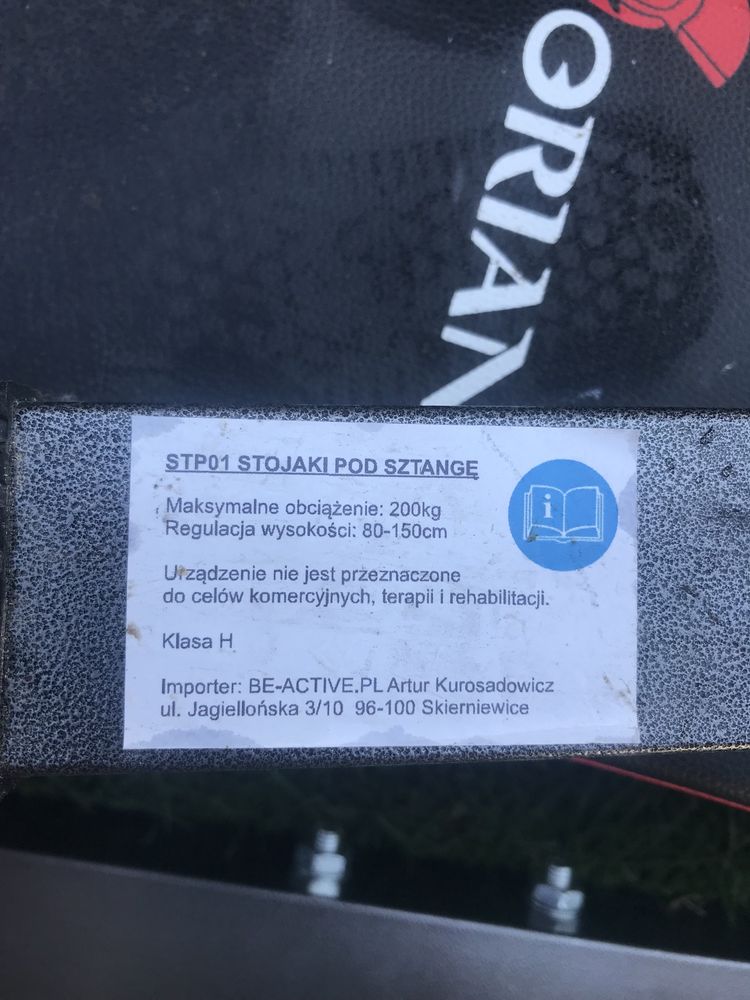 STP01 STOJAKI POD SZTANGĘ
Maksymalne obciążenie: 200kg
Regulacja wysokości: 80-150cm
Urządzenie nie jest przeznaczone
do celów komercyjnych, terapii i rehabilitacji.
Klasa H
Importer: BE-ACTIVE.PL Artur Kurosadowicz
ul. Jagiellońska 3/10 96-100 Skierniewice
i